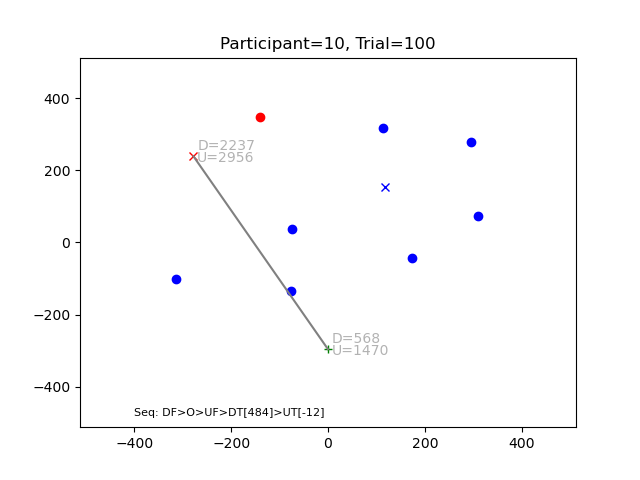 Participant=10, Trial=100
400
200
0
−200
−400
D=2237
U=2956
D=568
U=1470
Seq: DF>O>UF>DT[484]>UT[-12]
−400
−200
0
200
400